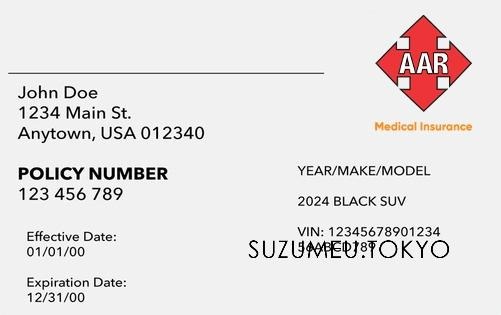 AAR
Medical Insurance
John Doe
1234 Main St.
Anytown, USA 012340
POLICY NUMBER
123 456 789
YEAR/MAKE/MODEL
2024 BLACK SUV
VIN: 12345678901234
56ABCD789
Effective Date:
01/01/00
Expiration Date:
12/31/00
SUZUMEU.TOKYO